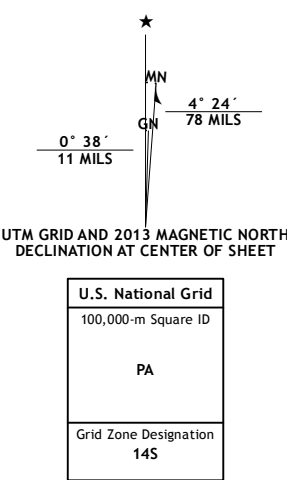 ★
MN
4° 24´
78 MILS
GN
0° 38´
11 MILS
UTM GRID AND 2013 MAGNETIC NORTH
DECLINATION AT CENTER OF SHEET
U.S. National Grid
100,000-m Square ID
PA
Grid Zone Designation
14S